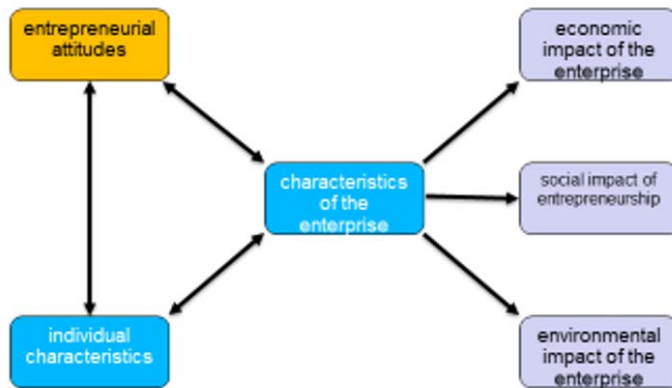 entrepreneurial
attitudes
economic
impact of the
enterprise
characteristics
of the
enterprise
social impact of
entrepreneurship
individual
characteristics
environmental
impact of the
enterprise